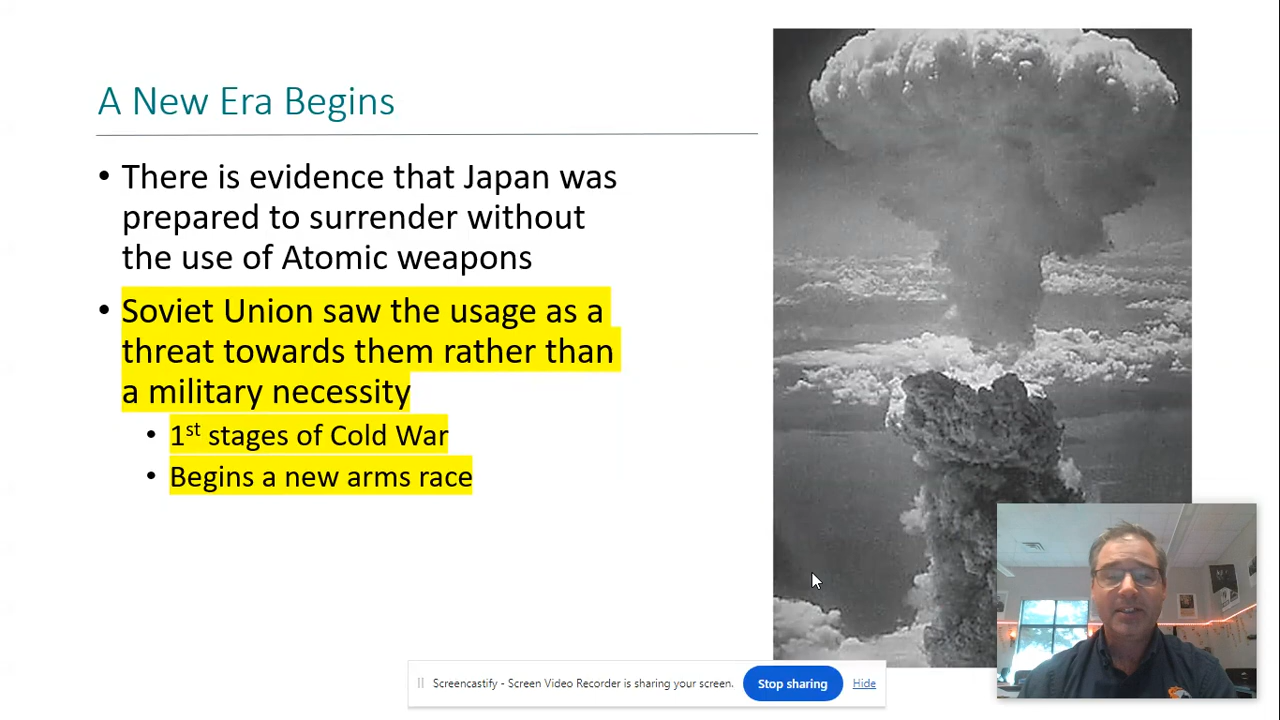 A New Era Begins
• There is evidence that Japan was
prepared to surrender without
the use of Atomic weapons
• Soviet Union saw the usage as a
threat towards them rather than
a military necessity
• 1st stages of Cold War
• Begins a new arms race
Screencastify - Screen Video Recorder is sharing your screen. Stop sharing Hide